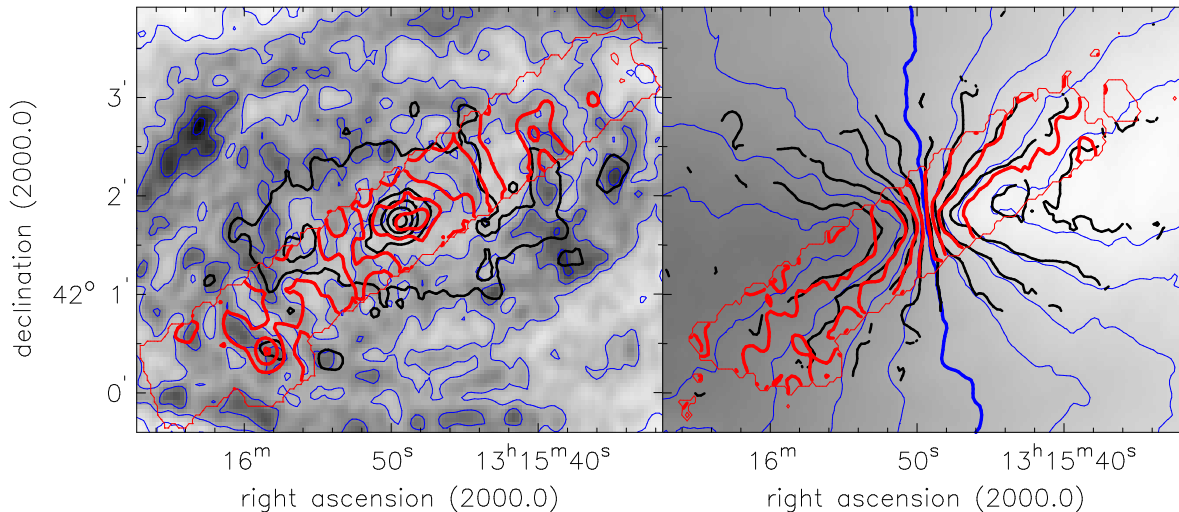 declination (2000.0)
3'
2'
42° 1'
0'
16ᵐ 50ˢ 13ʰ15ᵐ40ˢ
right ascension (2000.0)
16ᵐ 50ˢ 13ʰ15ᵐ40ˢ
right ascension (2000.0)